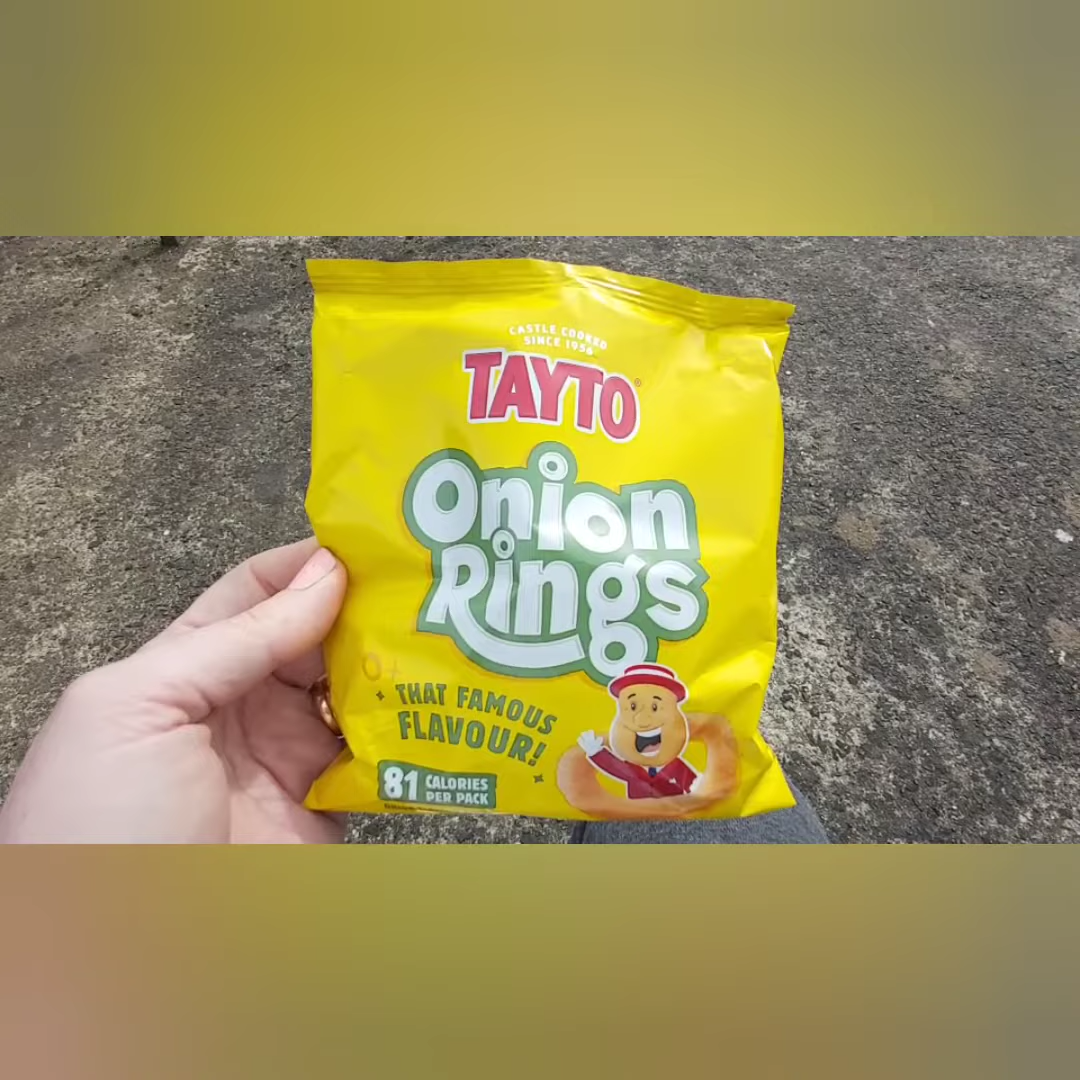 CASTLE COOKED
SINCE 1956
TAYTO®
Onion
Rings
THAT FAMOUS
FLAVOUR!
81 CALORIES
PER PACK